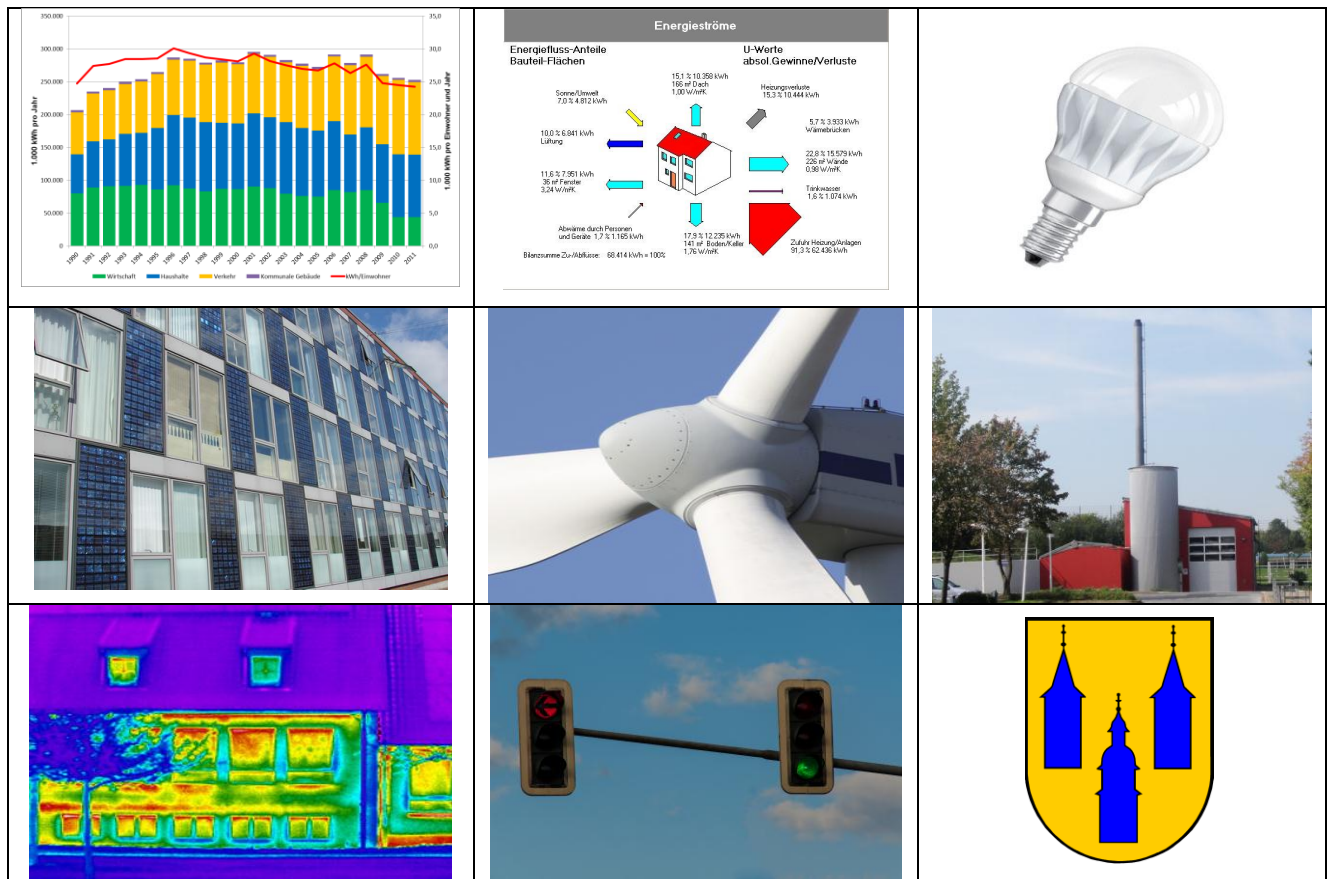 350.000
300.000
250.000
200.000
150.000
100.000
50.000
0
1.000 kWh pro Jahr
35,0
30,0
25,0
20,0
15,0
10,0
5,0
0,0
1.000 kWh pro Einwohner und Jahr
1990 1991 1992 1993 1994 1995 1996 1997 1998 1999 2000 2001 2002 2003 2004 2005 2006 2007 2008 2009 2010 2011
Wirtschaft Haushalte Verkehr Kommunale Gebäude kWh/Einwohner
Energieströme
Energiefluss-Anteile
Bauteil-Flächen
U-Werte
absol.Gewinne/Verluste
15,1 % 10.358 kWh
166 m² Dach
1,00 W/m²K
Sonne/Umwelt
7,0 % 4.812 kWh
Heizungsverluste
15,3 % 10.444 kWh
5,7 % 3.933 kWh
Wärmebrücken
10,0 % 6.841 kWh
Lüftung
22,8 % 15.579 kWh
226 m² Wände
0,98 W/m²K
11,6 % 7.951 kWh
36 m² Fenster
3,24 W/m²K
Trinkwasser
1,6 % 1.074 kWh
Abwärme durch Personen
und Geräte 1,7 % 1.165 kWh
17,9 % 12.235 kWh
141 m² Boden/Keller
1,76 W/m²K
Zufuhr Heizung/Anlagen
91,3 % 62.436 kWh
Bilanzsumme Zu-/Abflüsse: 68.414 kWh = 100%